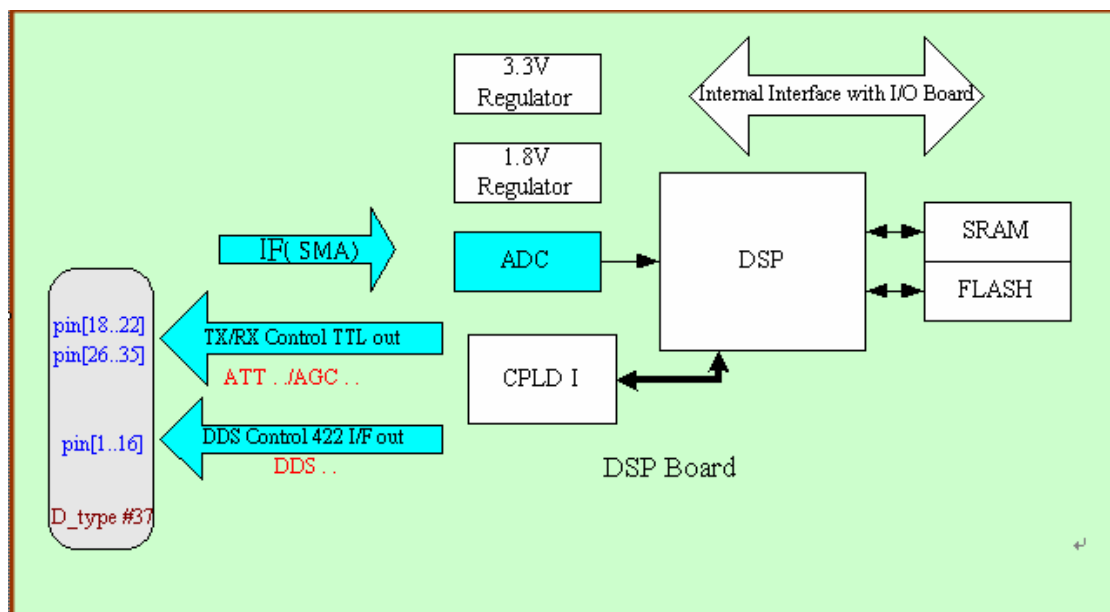 3.3V
Regulator
Internal Interface with I/O Board
1.8V
Regulator
IF( SMA)
ADC
DSP
SRAM
FLASH
pin[18..22]
pin[26..35]
TX/RX Control TTL out
ATT . ./AGC . .
CPLD I
pin[1..16]
DDS Control 422 I/F out
DDS . .
DSP Board
D_type #37